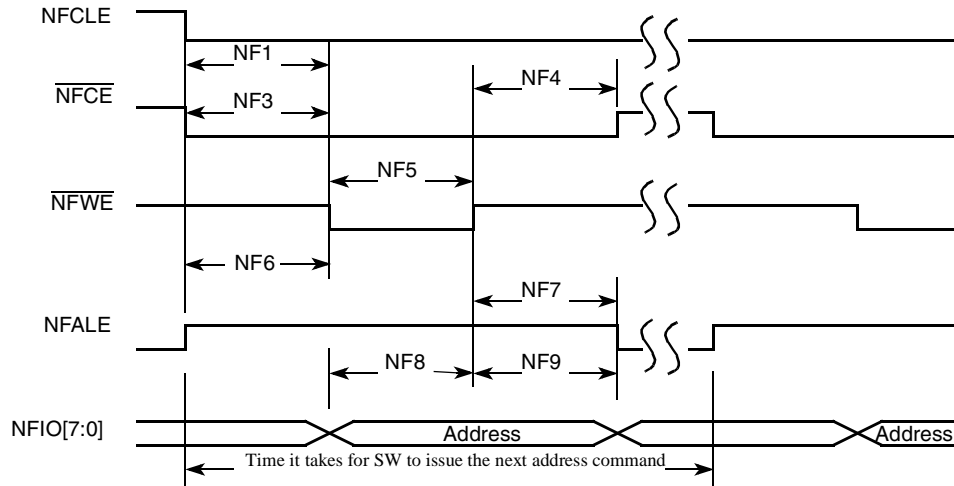 NFCLE
NF1
NF4
NFCE
NF3
NF5
NFWE
NF6
NF7
NFALE
NF8
NF9
NFIO[7:0]
Address
Address
Time it takes for SW to issue the next address command